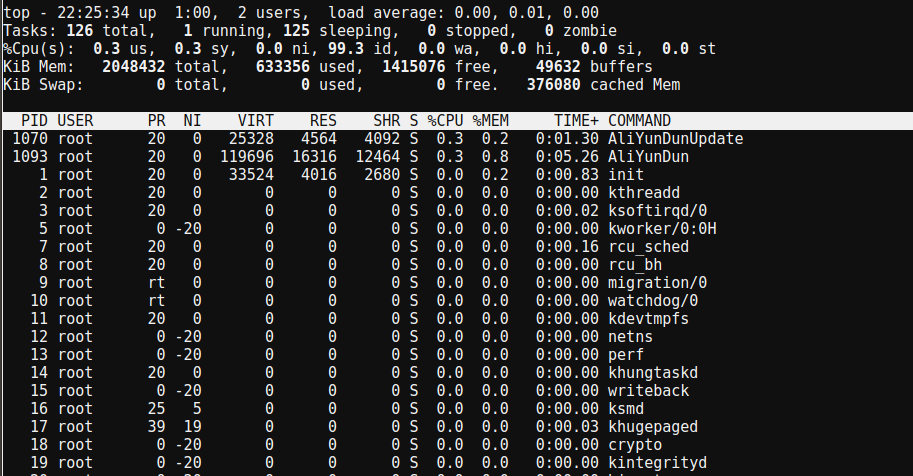 top - 22:25:34 up  1:00,  2 users,  load average: 0.00, 0.01, 0.00
Tasks: 126 total,   1 running, 125 sleeping,   0 stopped,   0 zombie
%Cpu(s):  0.3 us,  0.3 sy,  0.0 ni, 99.3 id,  0.0 wa,  0.0 hi,  0.0 si,  0.0 st
KiB Mem:   2048432 total,   633356 used,  1415076 free,    49632 buffers
KiB Swap:        0 total,        0 used,        0 free.   376080 cached Mem
  PID USER      PR  NI    VIRT    RES    SHR S %CPU %MEM     TIME+ COMMAND
 1070 root      20   0   25328   4564   4092 S  0.3  0.2   0:01.30 AliYunDunUpdate
 1093 root      20   0  119696  16316  12464 S  0.3  0.8   0:05.26 AliYunDun
    1 root      20   0   33524   4016   2680 S  0.0  0.2   0:00.83 init
    2 root      20   0       0      0      0 S  0.0  0.0   0:00.00 kthreadd
    3 root      20   0       0      0      0 S  0.0  0.0   0:00.02 ksoftirqd/0
    5 root       0 -20       0      0      0 S  0.0  0.0   0:00.00 kworker/0:0H
    7 root      20   0       0      0      0 S  0.0  0.0   0:00.16 rcu_sched
    8 root      20   0       0      0      0 S  0.0  0.0   0:00.00 rcu_bh
    9 root      rt   0       0      0      0 S  0.0  0.0   0:00.00 migration/0
   10 root      rt   0       0      0      0 S  0.0  0.0   0:00.00 watchdog/0
   11 root      20   0       0      0      0 S  0.0  0.0   0:00.00 kdevtmpfs
   12 root       0 -20       0      0      0 S  0.0  0.0   0:00.00 netns
   13 root       0 -20       0      0      0 S  0.0  0.0   0:00.00 perf
   14 root      20   0       0      0      0 S  0.0  0.0   0:00.00 khungtaskd
   15 root       0 -20       0      0      0 S  0.0  0.0   0:00.00 writeback
   16 root      25   5       0      0      0 S  0.0  0.0   0:00.00 ksmd
   17 root      39  19       0      0      0 S  0.0  0.0   0:00.03 khugepaged
   18 root       0 -20       0      0      0 S  0.0  0.0   0:00.00 crypto
   19 root       0 -20       0      0      0 S  0.0  0.0   0:00.00 kintegrityd